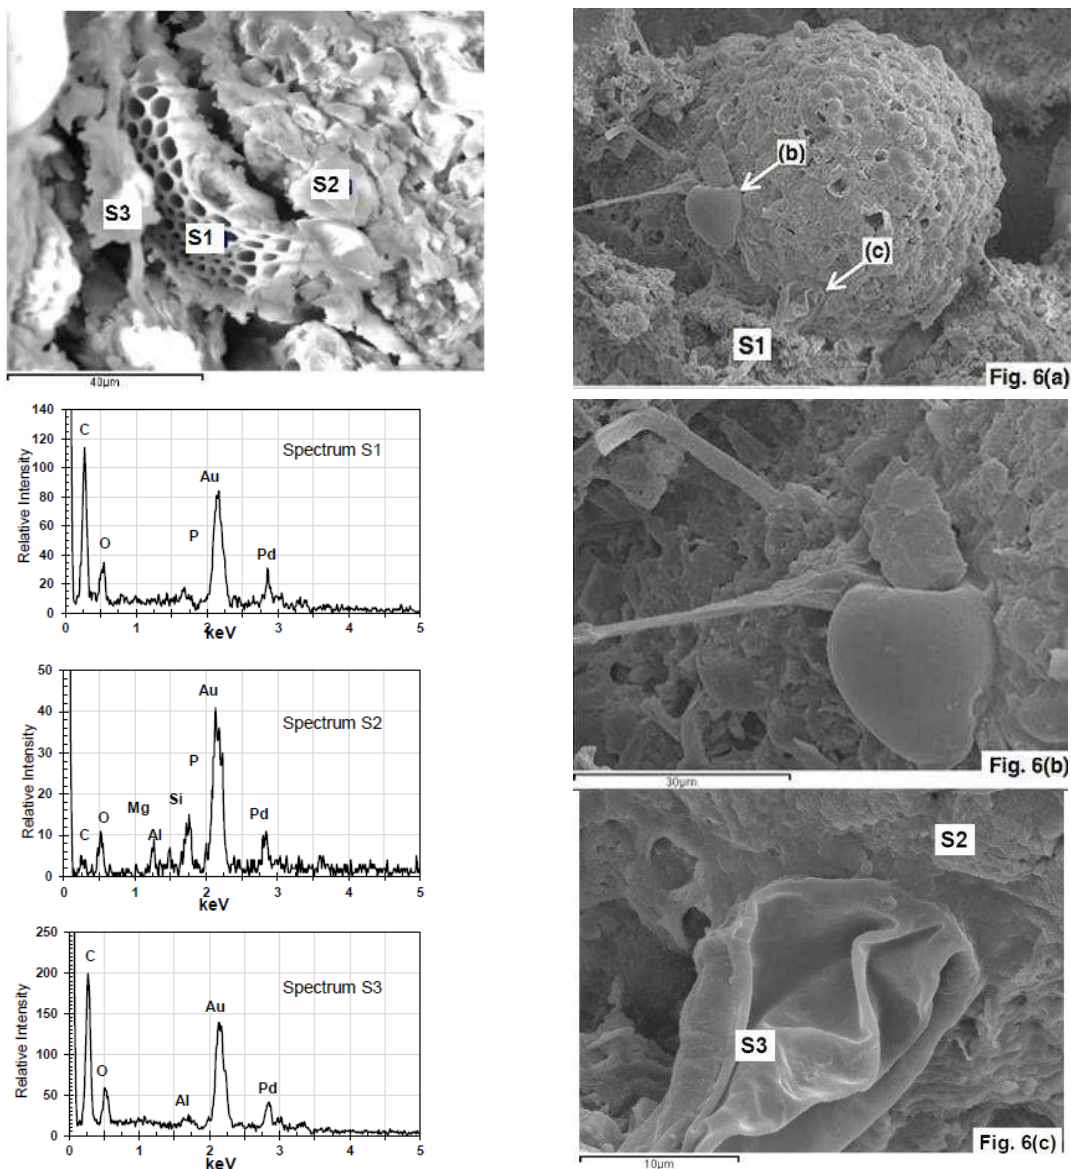 S2
S3
S1
40µm
140
120
100
80
60
40
20
0
Relative Intensity
C
O
P
Au
Pd
Spectrum S1
0 1 2 3 4 5
keV
50
40
30
20
10
0
Relative Intensity
C
O
Mg
Al
Si
P
Au
Pd
Spectrum S2
0 1 2 3 4 5
keV
250
200
150
100
50
0
Relative Intensity
C
O
Al
Au
Pd
Spectrum S3
0 1 2 3 4 5
keV
(b)
(c)
S1
Fig. 6(a)
30µm
Fig. 6(b)
S2
S3
10µm
Fig. 6(c)